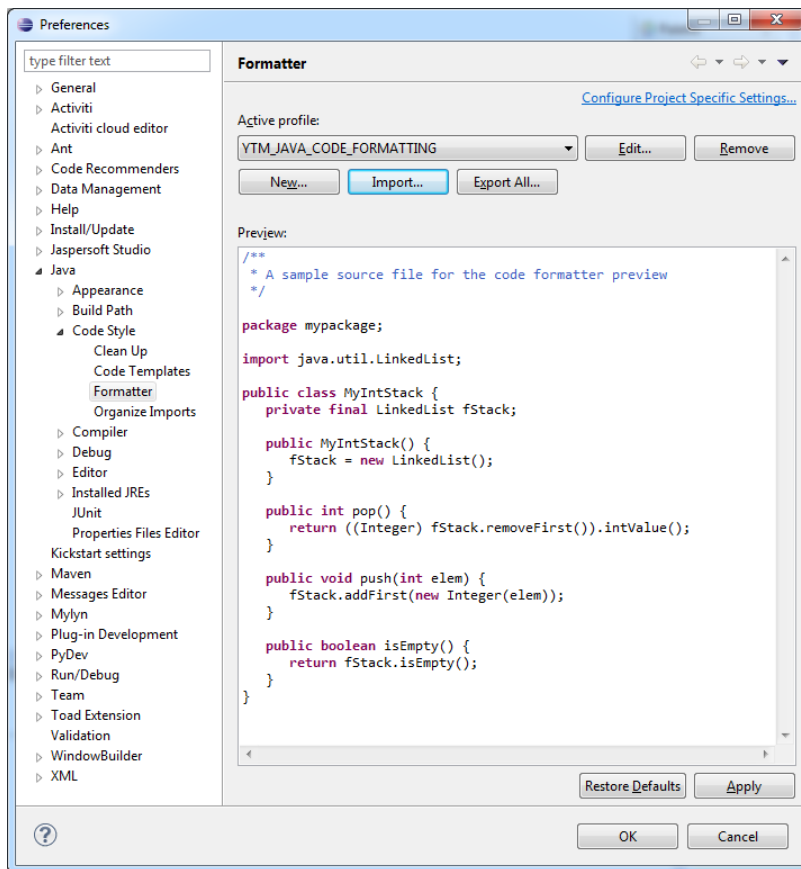 Preferences
type filter text
General
Activiti
Activiti cloud editor
Ant
Code Recommenders
Data Management
Help
Install/Update
Jaspersoft Studio
Java
Appearance
Build Path
Code Style
Clean Up
Code Templates
Formatter
Organize Imports
Compiler
Debug
Editor
Installed JREs
JUnit
Properties Files Editor
Kickstart settings
Maven
Messages Editor
Mylyn
Plug-in Development
PyDev
Run/Debug
Team
Toad Extension
Validation
WindowBuilder
XML
Formatter
Configure Project Specific Settings...
Active profile:
YTM_JAVA_CODE_FORMATTING
Edit...
Remove
New...
Import...
Export All...
Preview:
/**
 * A sample source file for the code formatter preview
 */
package mypackage;
import java.util.LinkedList;
public class MyIntStack {
   private final LinkedList fStack;
   public MyIntStack() {
      fStack = new LinkedList();
   }
   public int pop() {
      return ((Integer) fStack.removeFirst()).intValue();
   }
   public void push(int elem) {
      fStack.addFirst(new Integer(elem));
   }
   public boolean isEmpty() {
      return fStack.isEmpty();
   }
}
Restore Defaults
Apply
?
OK
Cancel